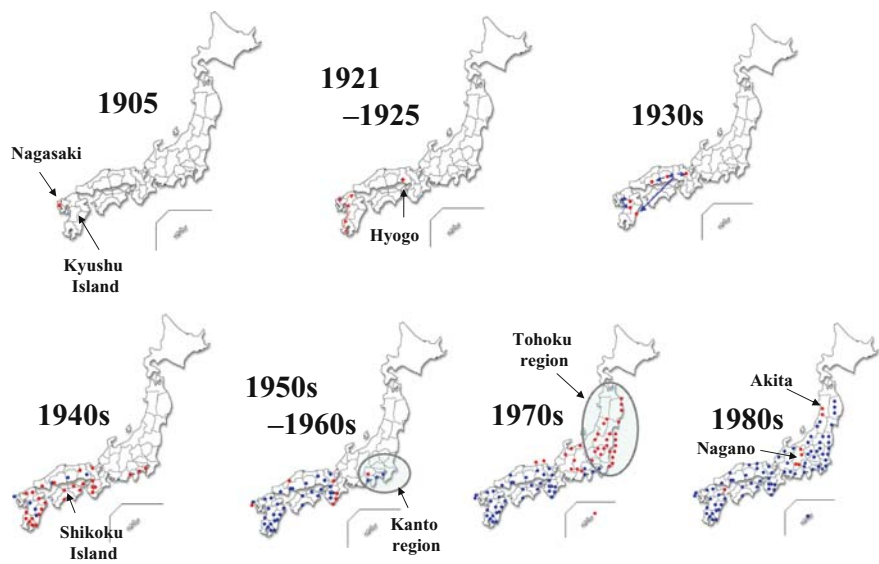 1905
Nagasaki
Kyushu
Island
1921
–1925
Hyogo
1930s
1940s
Shikoku
Island
1950s
–1960s
Kanto
region
Tohoku
region
1970s
Akita
1980s
Nagano